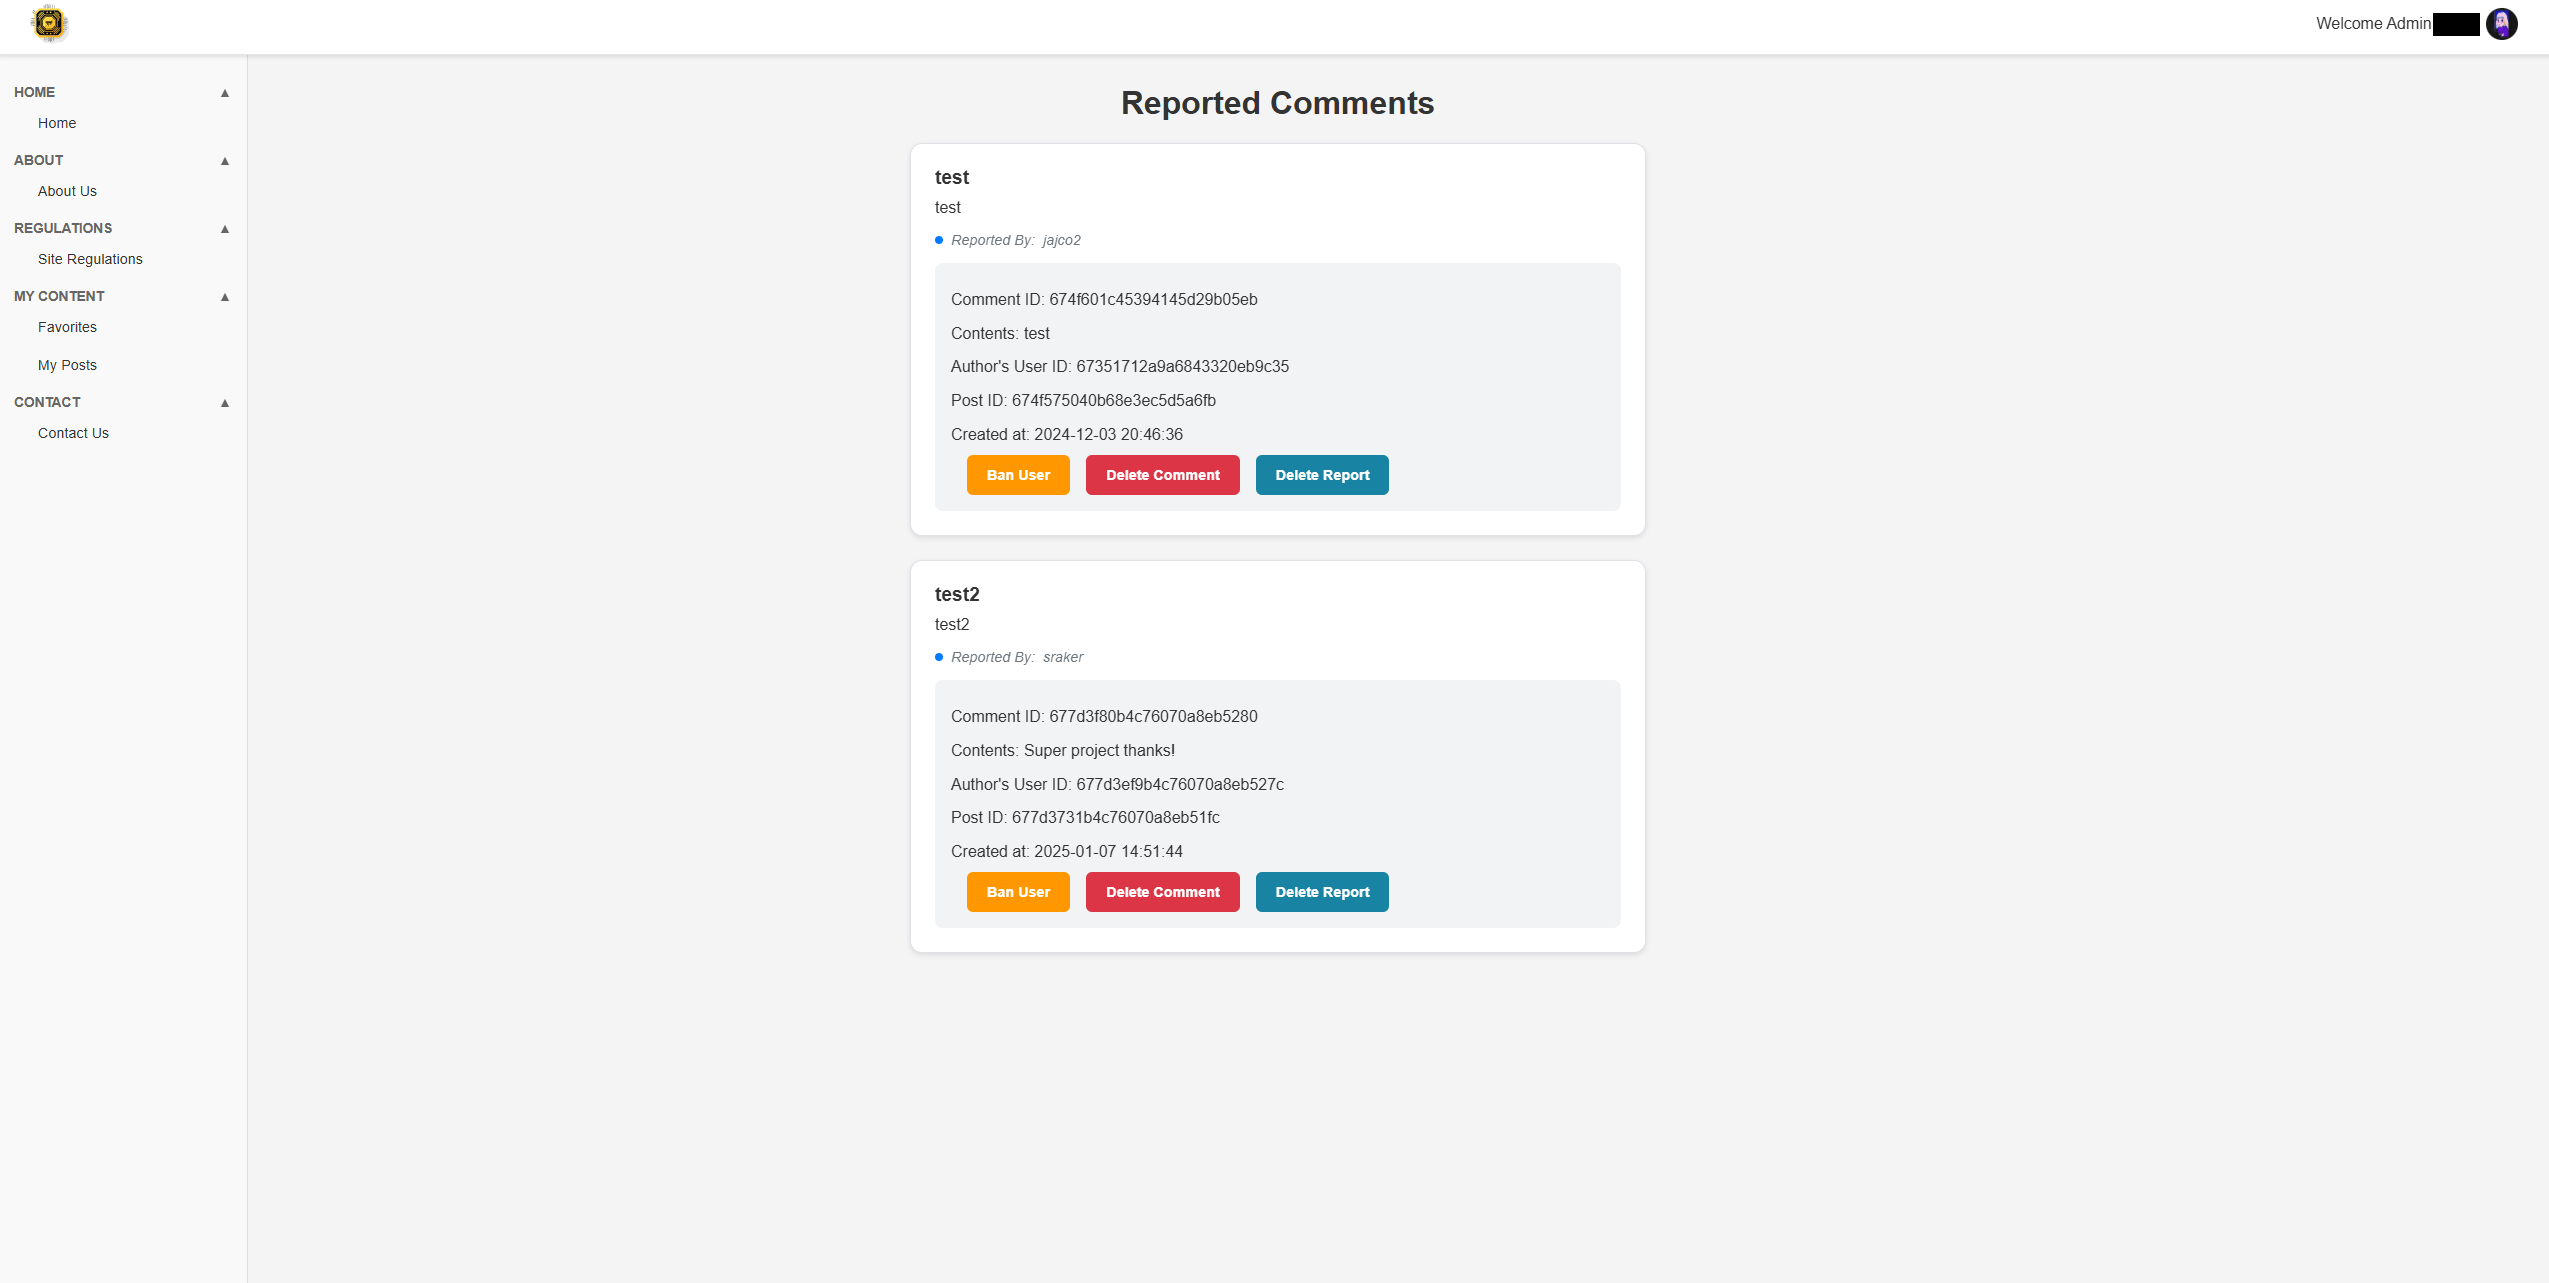 Welcome Admin
HOME ▲
Home
ABOUT ▲
About Us
REGULATIONS ▲
Site Regulations
MY CONTENT ▲
Favorites
My Posts
CONTACT ▲
Contact Us
Reported Comments
test
test
Reported By: jajco2
Comment ID: 674f601c45394145d29b05eb
Contents: test
Author's User ID: 67351712a9a6843320eb9c35
Post ID: 674f575040b68e3ec5d5a6fb
Created at: 2024-12-03 20:46:36
Ban User Delete Comment Delete Report
test2
test2
Reported By: sraker
Comment ID: 677d3f80b4c76070a8eb5280
Contents: Super project thanks!
Author's User ID: 677d3ef9b4c76070a8eb527c
Post ID: 677d3731b4c76070a8eb51fc
Created at: 2025-01-07 14:51:44
Ban User Delete Comment Delete Report